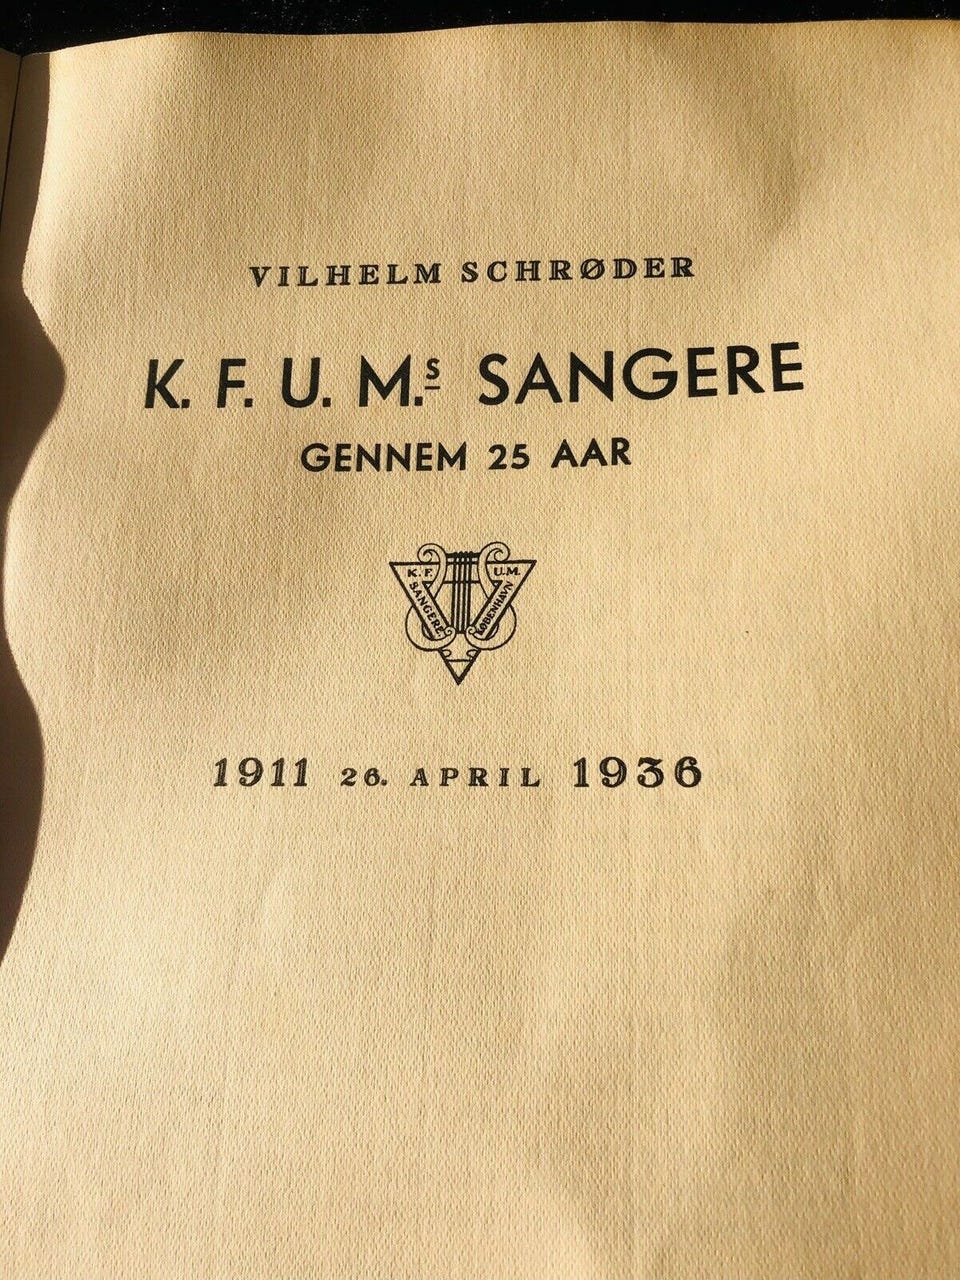 VILHELM SCHRØDER
K. F. U. M.s SANGERE
GENNEM 25 AAR
K. F. U. M.
SANGERE KØBENHAVN
1911 26. APRIL 1936